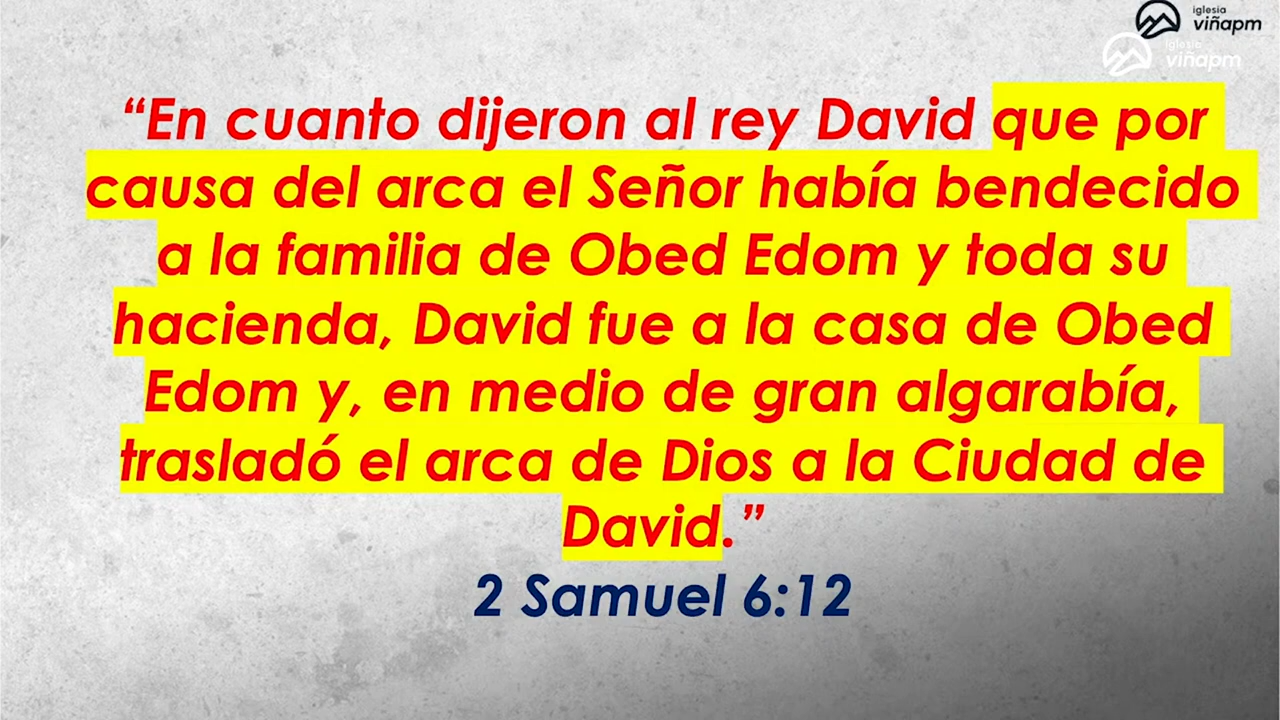 iglesia
viñapm
iglesia
viñapm
“En cuanto dijeron al rey David que por
causa del arca el Señor había bendecido
a la familia de Obed Edom y toda su
hacienda, David fue a la casa de Obed
Edom y, en medio de gran algarabía,
trasladó el arca de Dios a la Ciudad de
David.”
2 Samuel 6:12